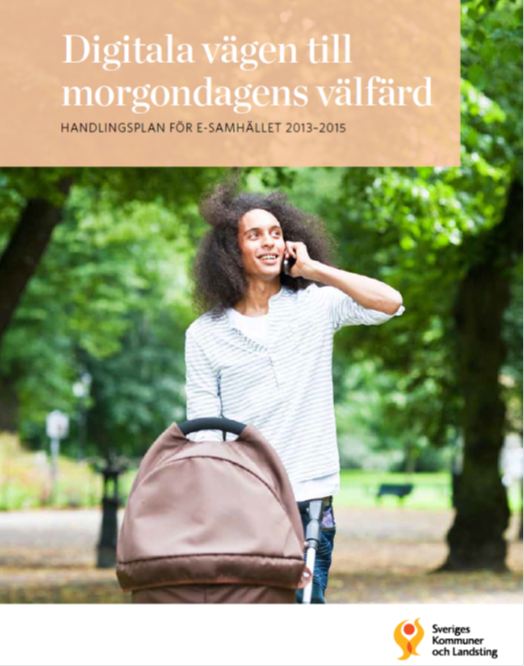 Digitala vägen till
morgondagens välfärd
HANDLINGSPLAN FÖR E-SAMHÄLLET 2013–2015
Sveriges
Kommuner
och Landsting